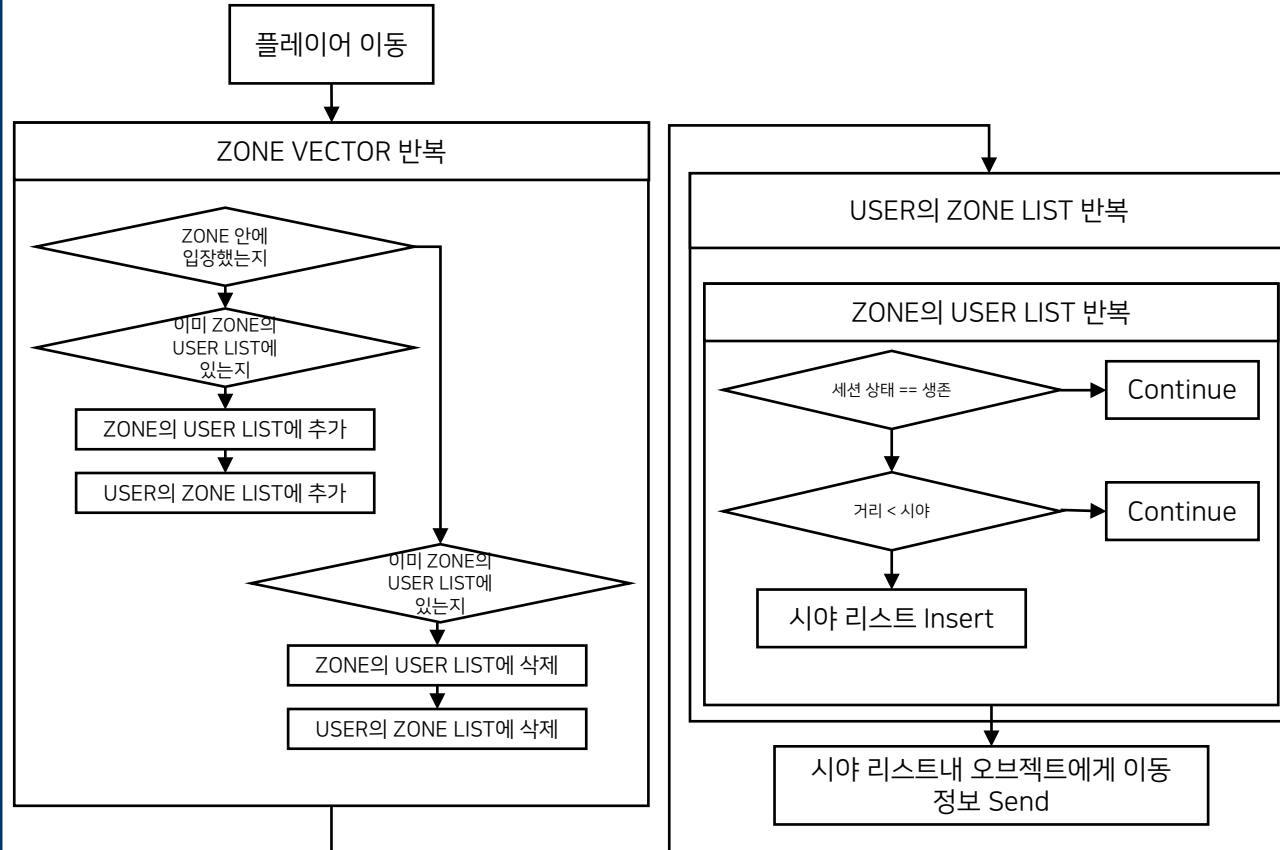 플레이어 이동
ZONE VECTOR 반복
ZONE 안에
입장했는지
이미 ZONE의
USER LIST에
있는지
ZONE의 USER LIST에 추가
USER의 ZONE LIST에 추가
이미 ZONE의
USER LIST에
있는지
ZONE의 USER LIST에 삭제
USER의 ZONE LIST에 삭제
USER의 ZONE LIST 반복
ZONE의 USER LIST 반복
세션 상태 == 생존
Continue
거리 < 시야
Continue
시야 리스트 Insert
시야 리스트내 오브젝트에게 이동
정보 Send